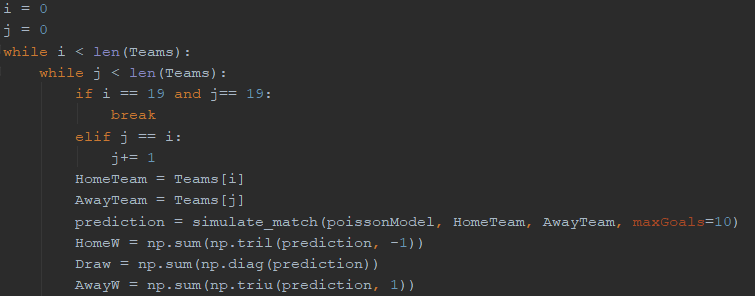 i = 0
j = 0
while i < len(Teams):
    while j < len(Teams):
        if i == 19 and j== 19:
            break
        elif j == i:
            j+= 1
        HomeTeam = Teams[i]
        AwayTeam = Teams[j]
        prediction = simulate_match(poissonModel, HomeTeam, AwayTeam, maxGoals=10)
        HomeW = np.sum(np.tril(prediction, -1))
        Draw = np.sum(np.diag(prediction))
        AwayW = np.sum(np.triu(prediction, 1))